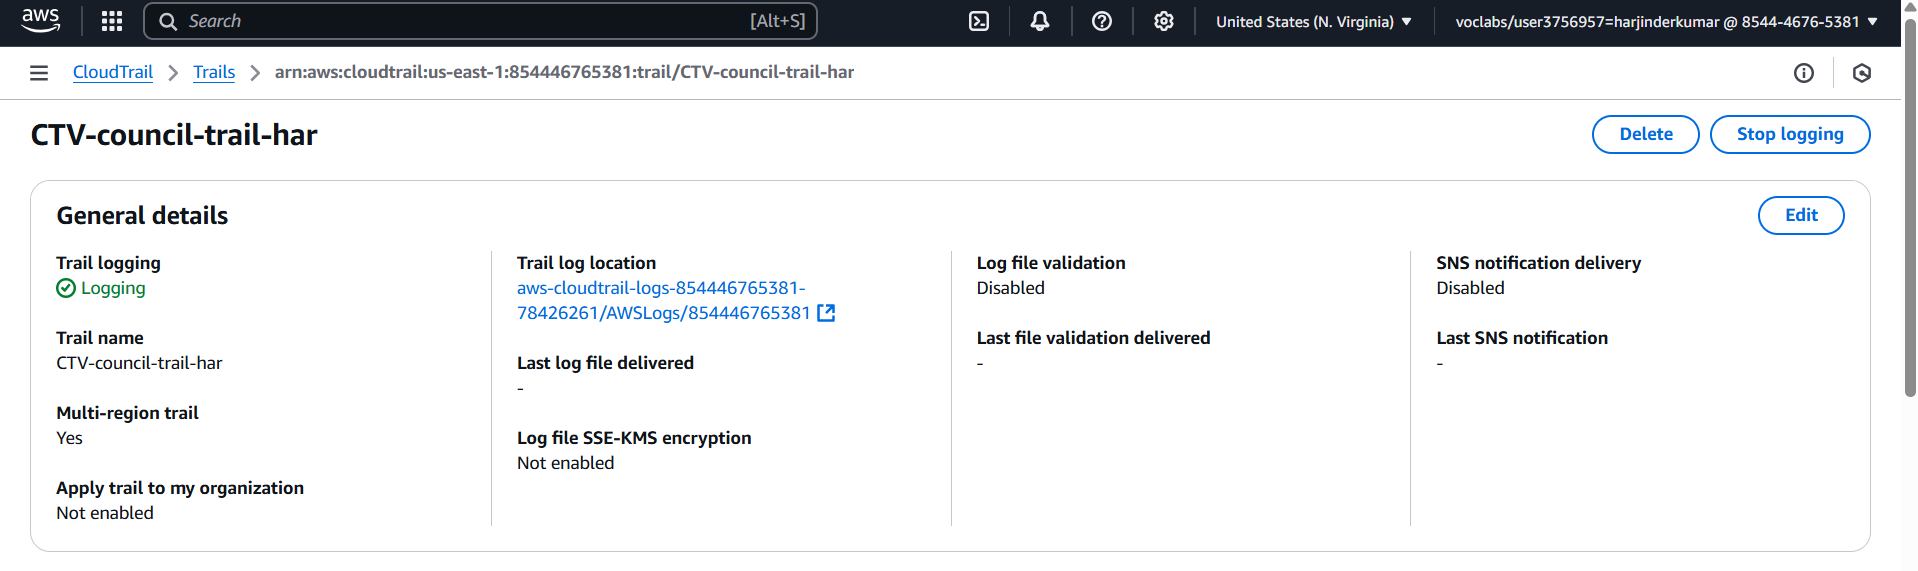 aws
Search
[Alt+S]
United States (N. Virginia)
voclabs/user3756957=harjinderkumar @ 8544-4676-5381
CloudTrail
Trails
arn:aws:cloudtrail:us-east-1:854446765381:trail/CTV-council-trail-har
CTV-council-trail-har
Delete
Stop logging
General details
Edit
Trail logging
Logging
Trail name
CTV-council-trail-har
Multi-region trail
Yes
Apply trail to my organization
Not enabled
Trail log location
aws-cloudtrail-logs-854446765381-
78426261/AWSLogs/854446765381
Last log file delivered
-
Log file SSE-KMS encryption
Not enabled
Log file validation
Disabled
Last file validation delivered
-
SNS notification delivery
Disabled
Last SNS notification
-